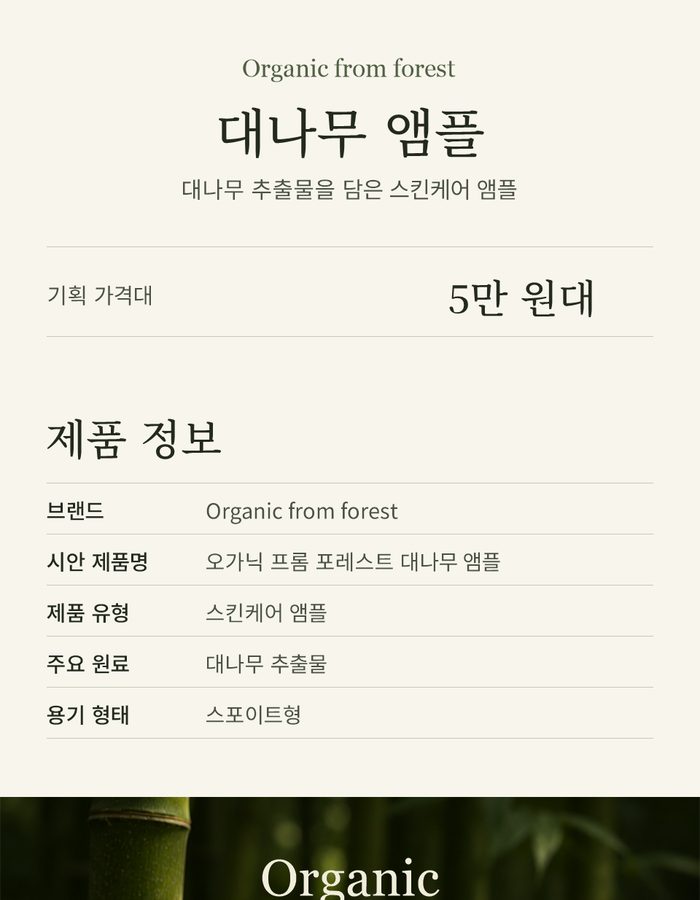 Organic from forest
대나무 앰플
대나무 추출물을 담은 스킨케어 앰플
기획 가격대 5만 원대
제품 정보
브랜드 Organic from forest
시안 제품명 오가닉 프롬 포레스트 대나무 앰플
제품 유형 스킨케어 앰플
주요 원료 대나무 추출물
용기 형태 스포이트형
Organic